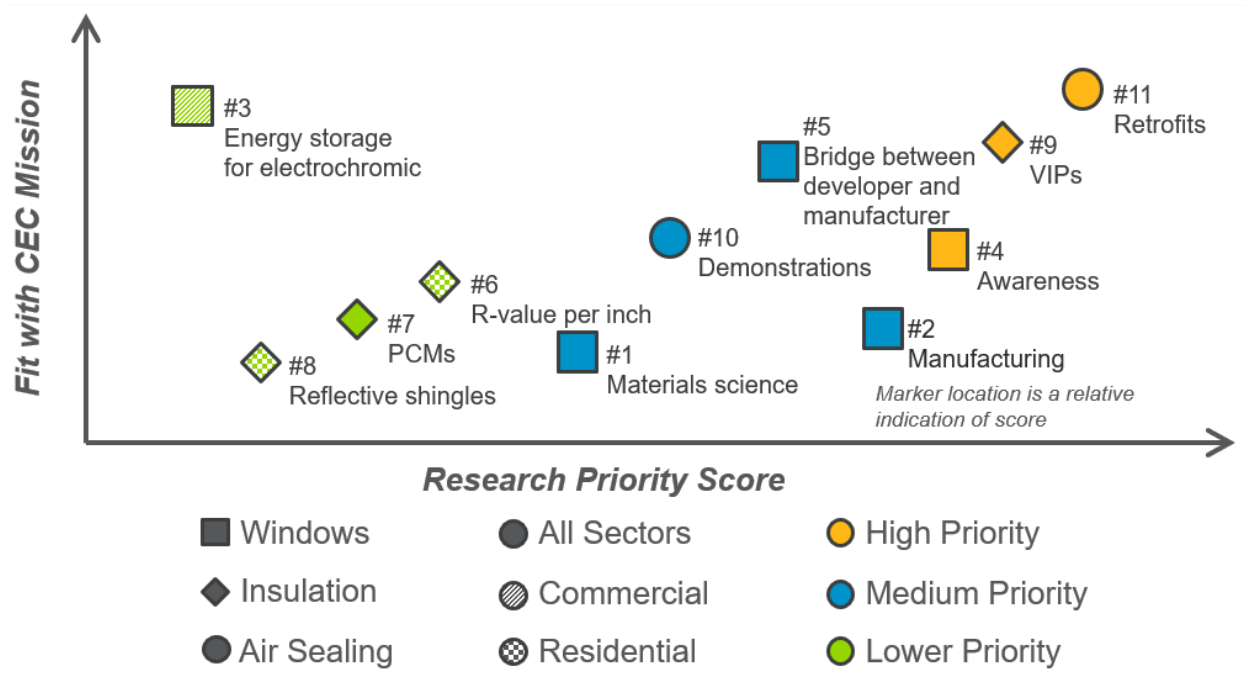 Fit with CEC Mission
#3
Energy storage
for electrochromic
#5
Bridge between
developer and
manufacturer
#11
Retrofits
#9
VIPs
#10
Demonstrations
#4
Awareness
#6
R-value per inch
#7
PCMs
#2
Manufacturing
#1
Materials science
#8
Reflective shingles
Marker location is a relative
indication of score
Research Priority Score
Windows
All Sectors
High Priority
Insulation
Commercial
Medium Priority
Air Sealing
Residential
Lower Priority